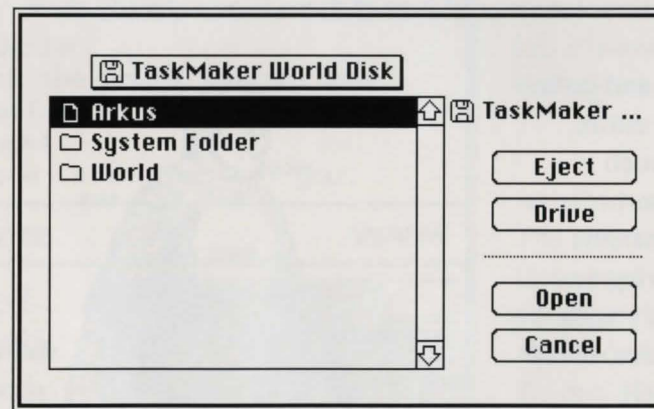 TaskMaker World Disk
Arkus
System Folder
World
TaskMaker ...
Eject
Drive
Open
Cancel